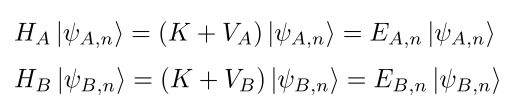 H_A |ψ_{A,n}⟩ = (K + V_A) |ψ_{A,n}⟩ = E_{A,n} |ψ_{A,n}⟩
H_B |ψ_{B,n}⟩ = (K + V_B) |ψ_{B,n}⟩ = E_{B,n} |ψ_{B,n}⟩